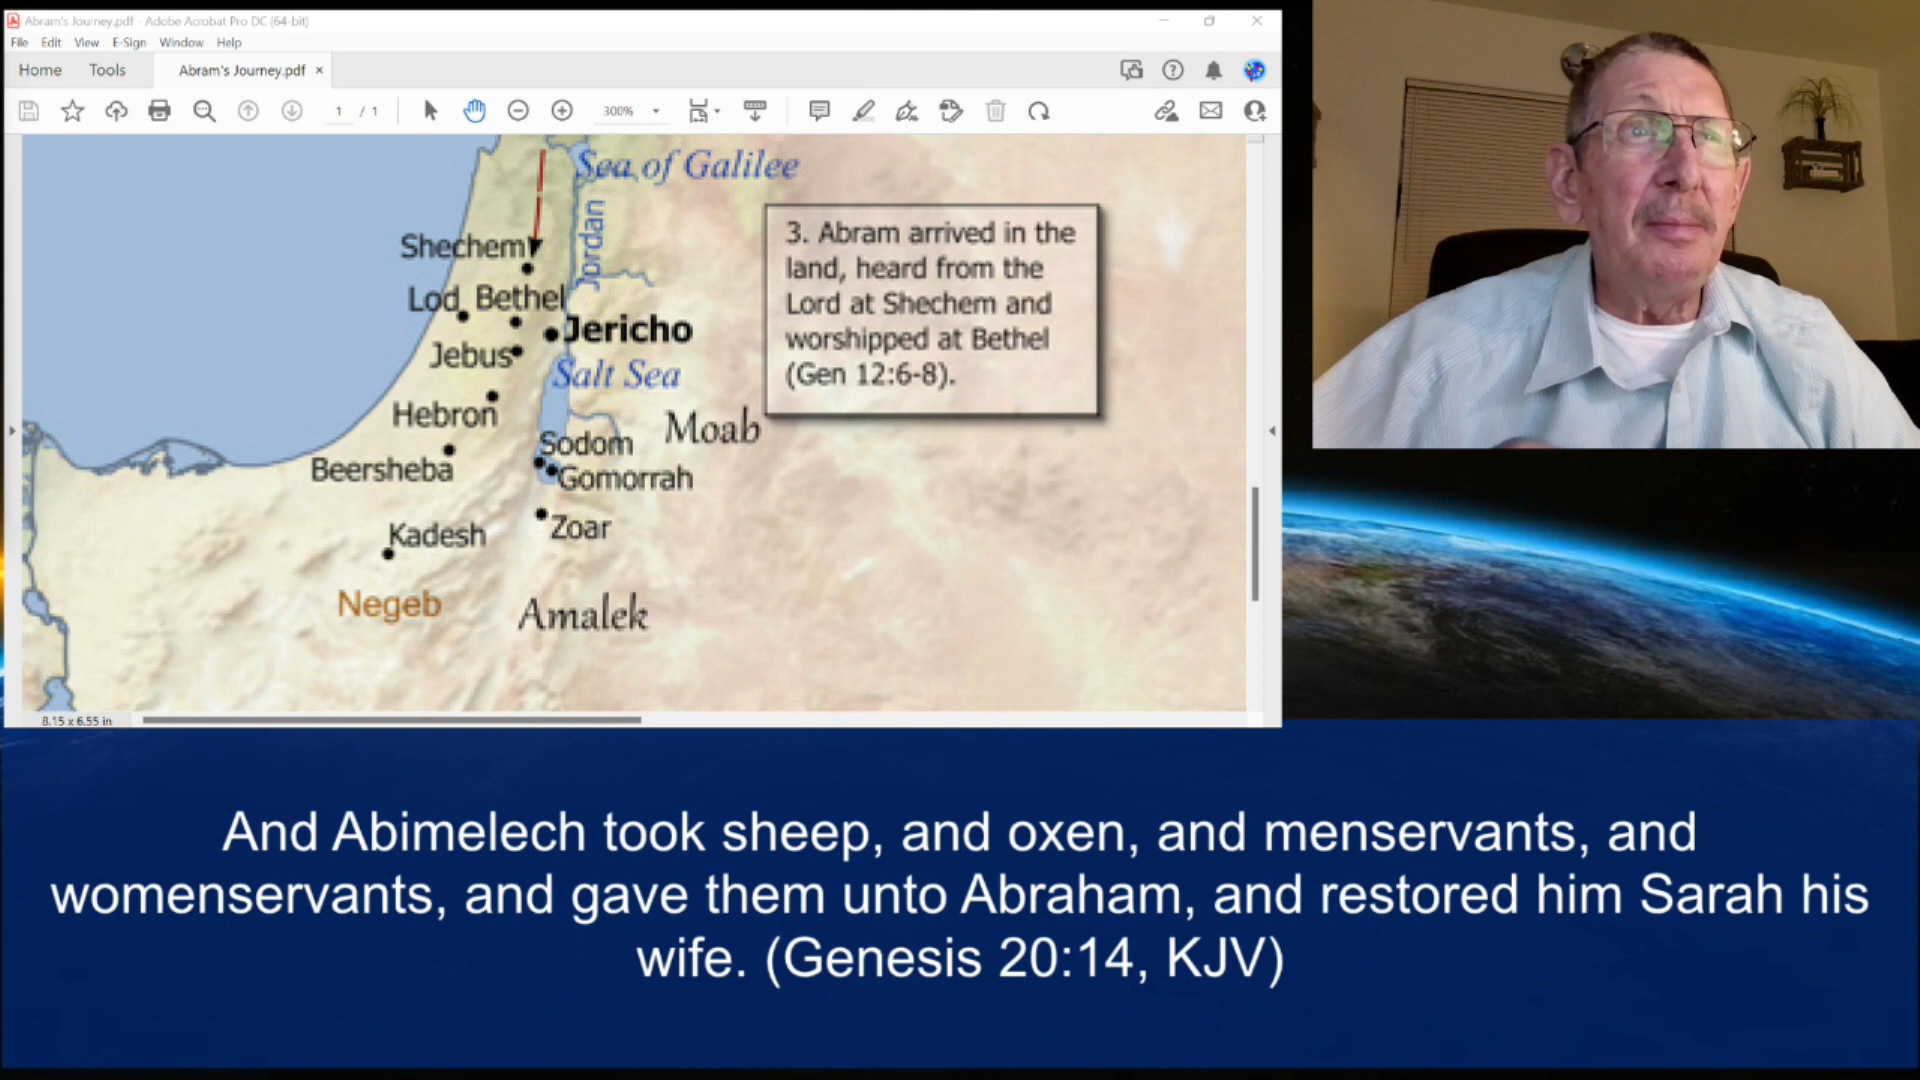 Abram's Journey.pdf - Adobe Acrobat Pro DC (64-bit)
File Edit View E-Sign Window Help
Home Tools Abram's Journey.pdf ×
1 / 1 300%
Sea of Galilee
Jordan
Shechem
Lod Bethel
Jericho
Jebus
Salt Sea
Hebron
Moab
Sodom
Beersheba
Gomorrah
Kadesh
Zoar
Negeb
Amalek
3. Abram arrived in the
land, heard from the
Lord at Shechem and
worshipped at Bethel
(Gen 12:6-8).
8.15 x 6.55 in
And Abimelech took sheep, and oxen, and menservants, and
womenservants, and gave them unto Abraham, and restored him Sarah his
wife. (Genesis 20:14, KJV)